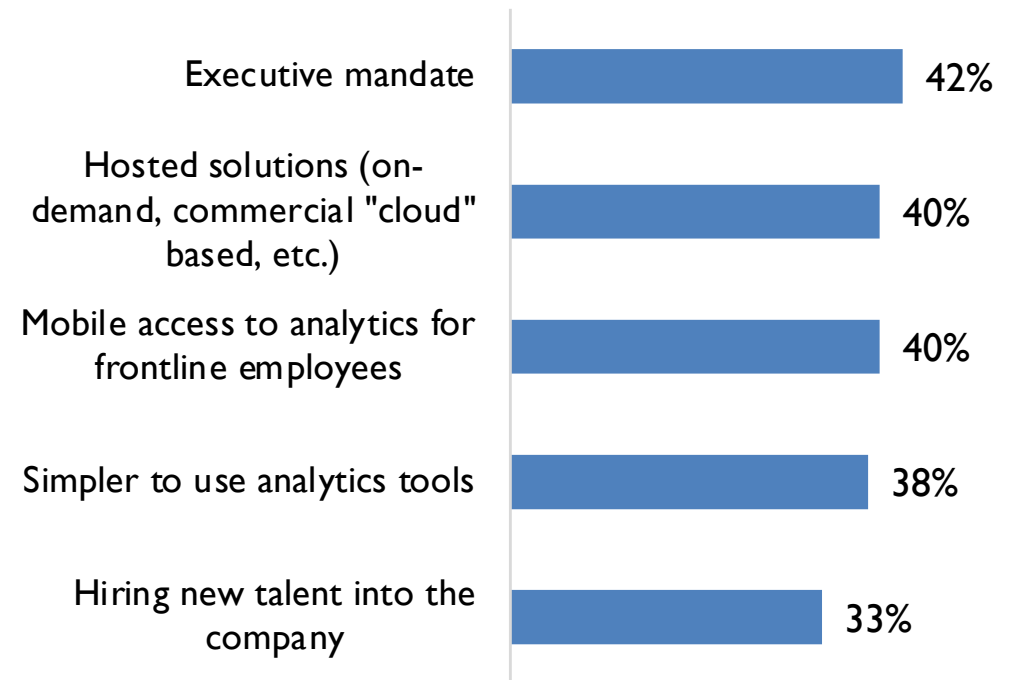 Executive mandate
42%
Hosted solutions (on-
demand, commercial "cloud"
based, etc.)
40%
Mobile access to analytics for
frontline employees
40%
Simpler to use analytics tools
38%
Hiring new talent into the
company
33%